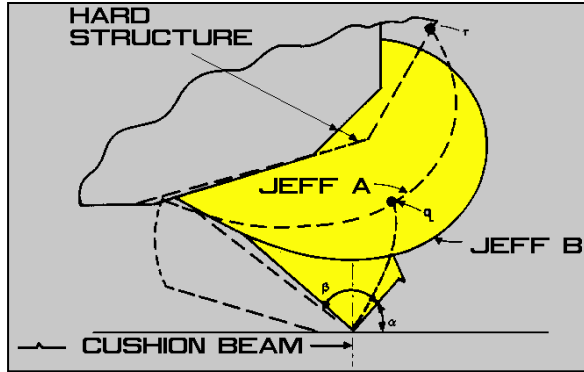 HARD
STRUCTURE
r
JEFF A
q
JEFF B
β
α
CUSHION BEAM